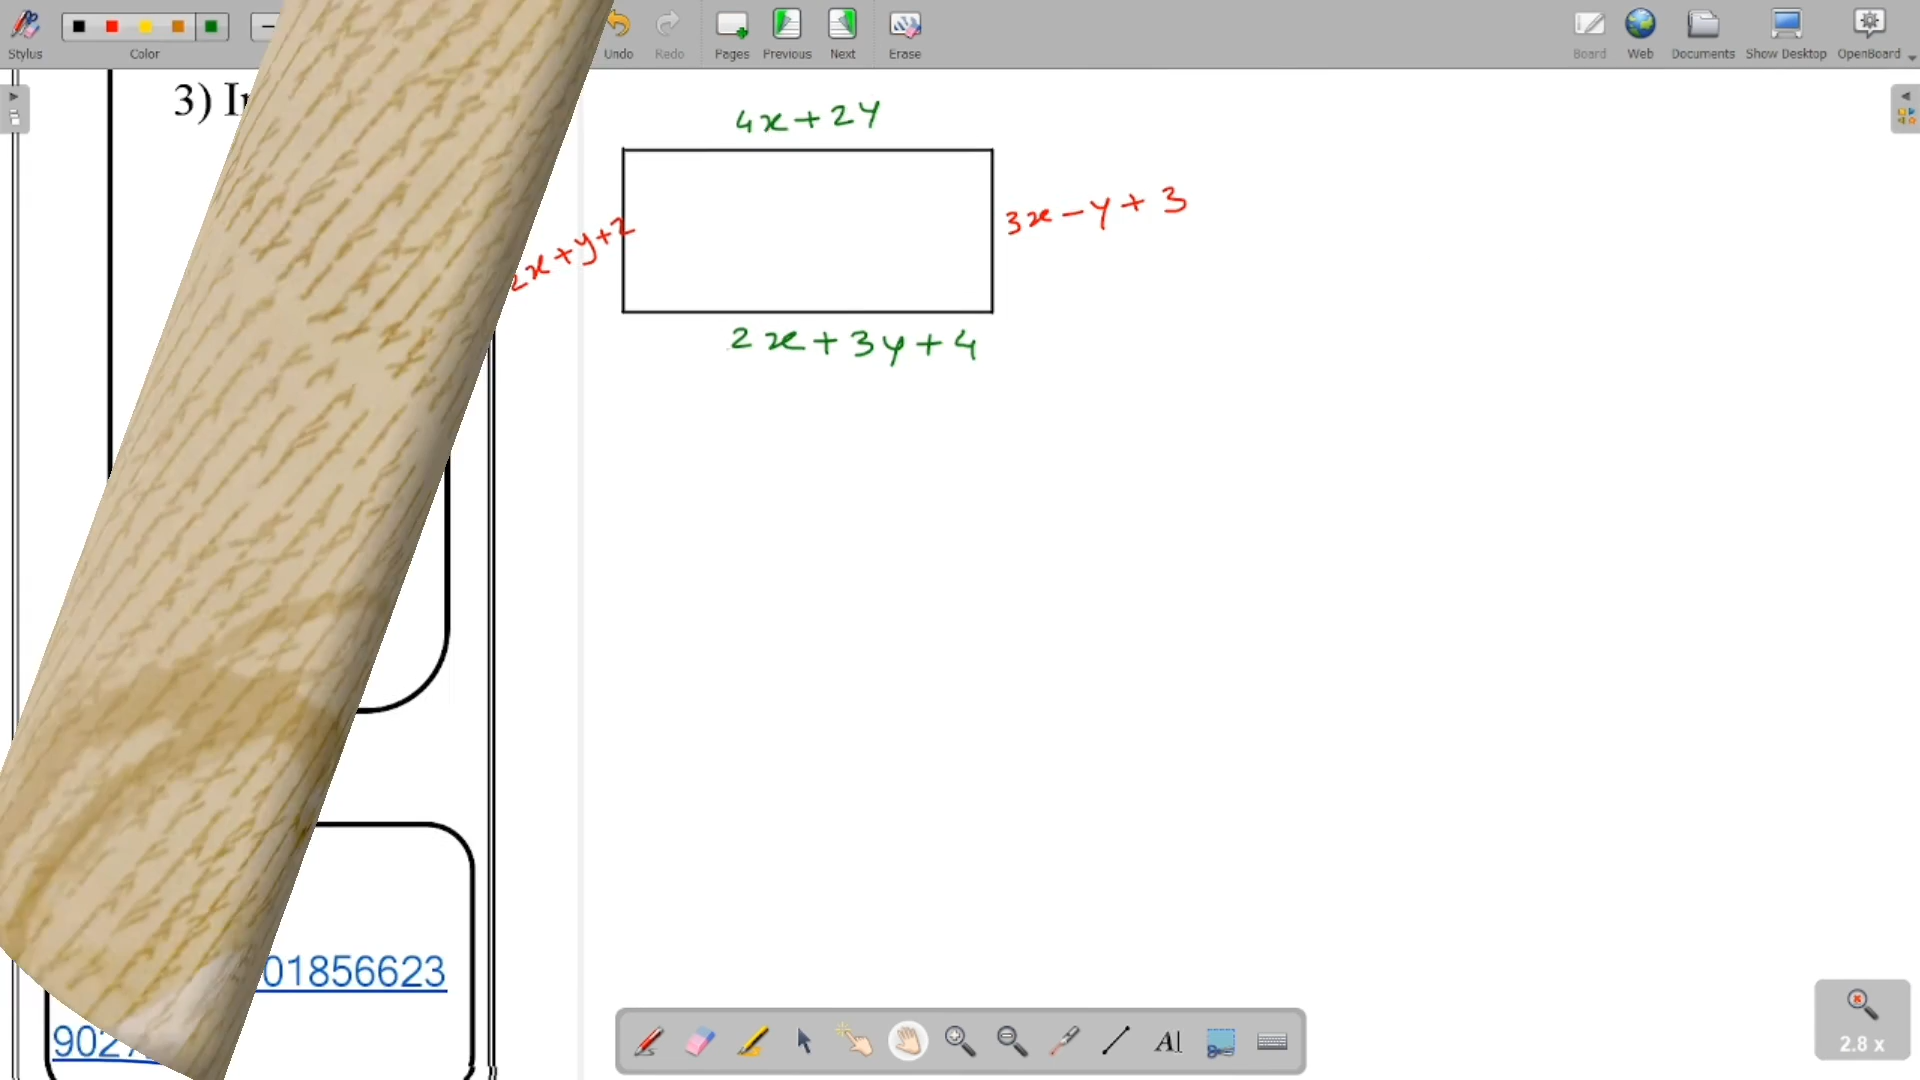 Stylus
Color
Undo
Redo
Pages
Previous
Next
Erase
Board
Web
Documents
Show Desktop
OpenBoard
3)
4x+2y
2x+y+2
3x-y+3
2x+3y+4
01856623
902
2.8 x